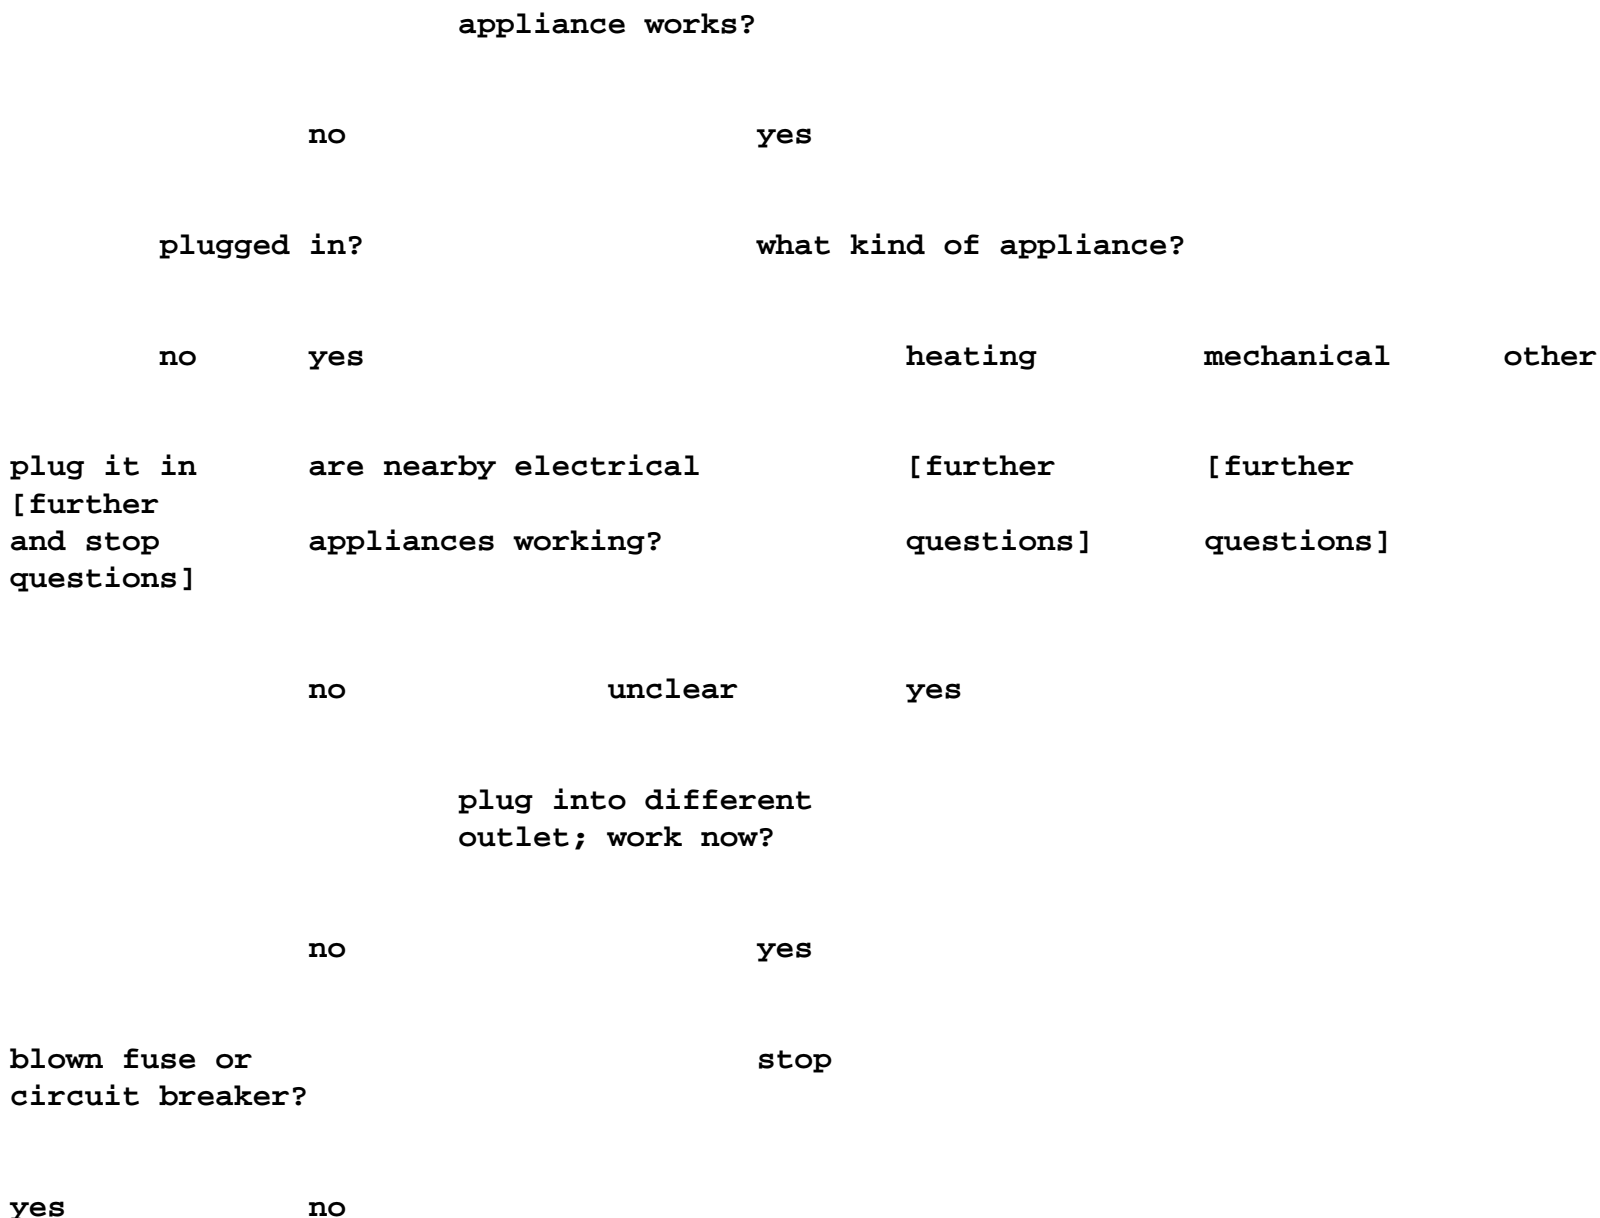 appliance works?
no yes
plugged in? what kind of appliance?
no yes heating mechanical other
plug it in are nearby electrical [further [further
[further
and stop appliances working? questions] questions]
questions]
no unclear yes
plug into different
outlet; work now?
no yes
blown fuse or stop
circuit breaker?
yes no